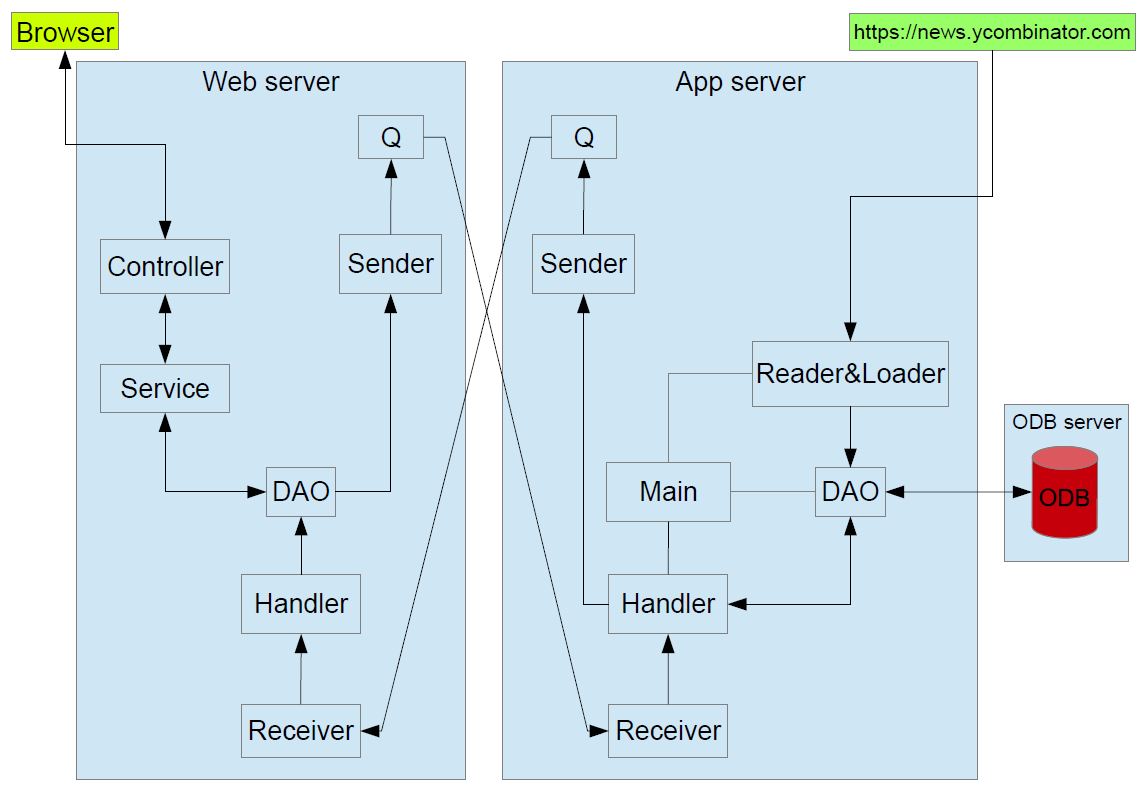 Browser
https://news.ycombinator.com
Web server
App server
Q
Q
Controller
Sender
Sender
Service
Reader&Loader
ODB server
DAO
Main
DAO
ODB
Handler
Handler
Receiver
Receiver